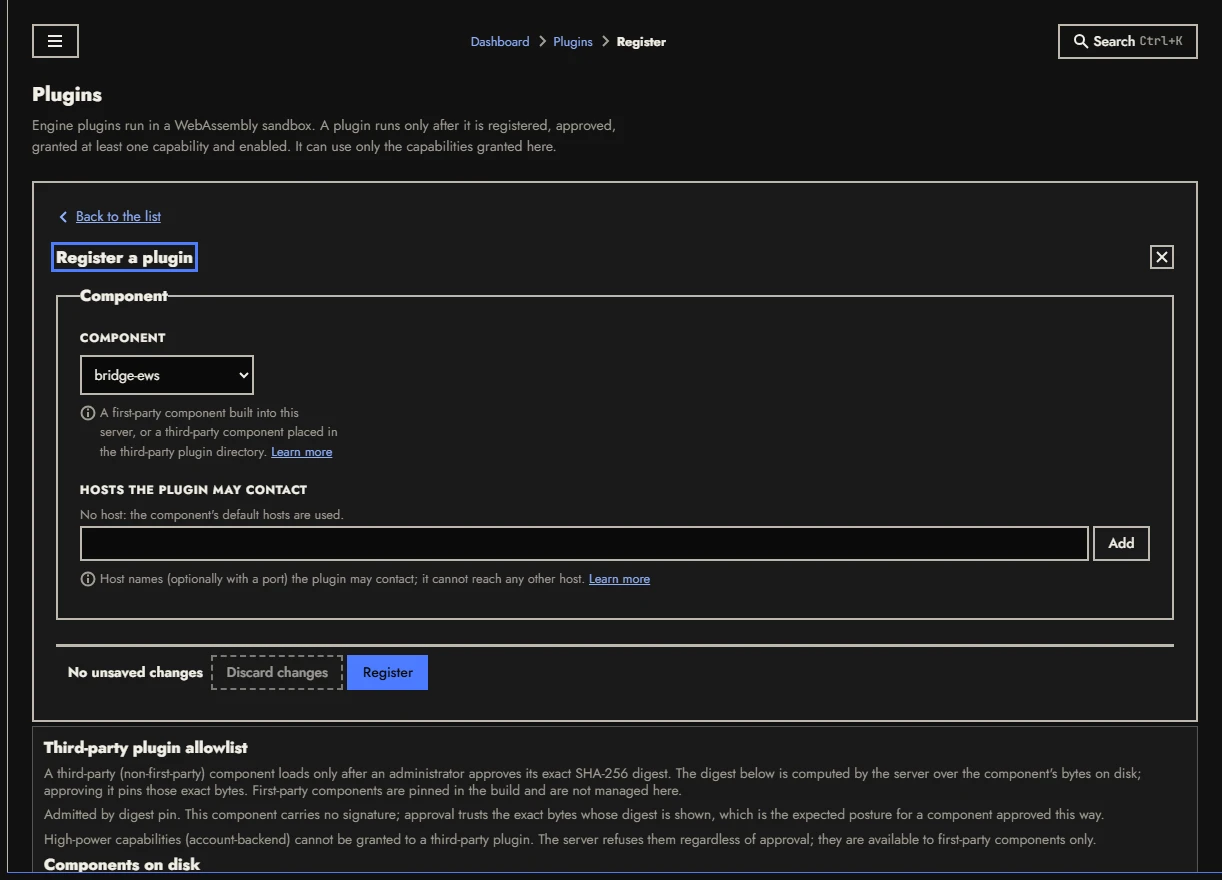 Dashboard > Plugins > Register
Search Ctrl+K
Plugins
Engine plugins run in a WebAssembly sandbox. A plugin runs only after it is registered, approved,
granted at least one capability and enabled. It can use only the capabilities granted here.
Back to the list
Register a plugin
Component
COMPONENT
bridge-ews
A first-party component built into this
server, or a third-party component placed in
the third-party plugin directory. Learn more
HOSTS THE PLUGIN MAY CONTACT
No host: the component's default hosts are used.
Add
Host names (optionally with a port) the plugin may contact; it cannot reach any other host. Learn more
No unsaved changes Discard changes Register
Third-party plugin allowlist
A third-party (non-first-party) component loads only after an administrator approves its exact SHA-256 digest. The digest below is computed by the server over the component's bytes on disk;
approving it pins those exact bytes. First-party components are pinned in the build and are not managed here.
Admitted by digest pin. This component carries no signature; approval trusts the exact bytes whose digest is shown, which is the expected posture for a component approved this way.
High-power capabilities (account-backend) cannot be granted to a third-party plugin. The server refuses them regardless of approval; they are available to first-party components only.
Components on disk